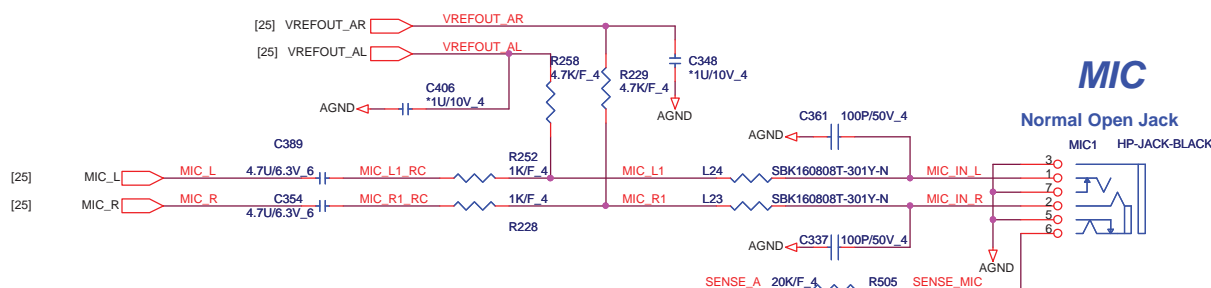 [25] VREFOUT_AR VREFOUT_AR
[25] VREFOUT_AL VREFOUT_AL
R258
4.7K/F_4
R229
4.7K/F_4
C348
*1U/10V_4
AGND
C406
*1U/10V_4
AGND
MIC
Normal Open Jack
MIC1 HP-JACK-BLACK
C361 100P/50V_4
AGND
C389
4.7U/6.3V_6
R252
1K/F_4
[25] MIC_L MIC_L MIC_L1_RC MIC_L1 L24 SBK160808T-301Y-N MIC_IN_L
[25] MIC_R MIC_R C354 MIC_R1_RC 1K/F_4 MIC_R1 L23 SBK160808T-301Y-N MIC_IN_R
4.7U/6.3V_6
R228
3
1
7
2
5
6
AGND C337 100P/50V_4
AGND
SENSE_A 20K/F_4 R505 SENSE_MIC